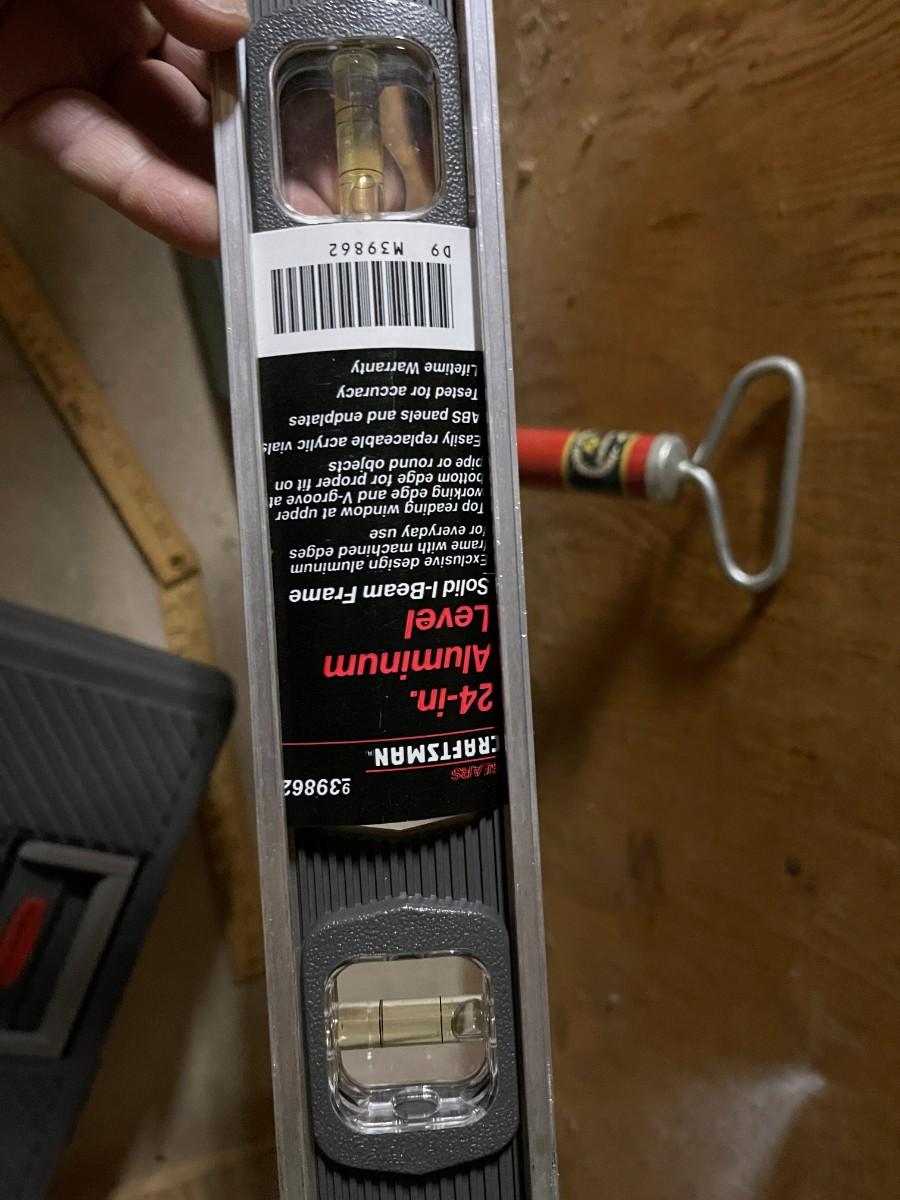 9 39862
SEARS
CRAFTSMAN™
24-in.
Aluminum
Level
Solid I-Beam Frame
Exclusive design aluminum
frame with machined edges
for everyday use
Top reading window at upper
working edge and V-groove at
bottom edge for proper fit on
pipe or round objects
Easily replaceable acrylic vials
ABS panels and endplates
Tested for accuracy
Lifetime Warranty
D9 M39862